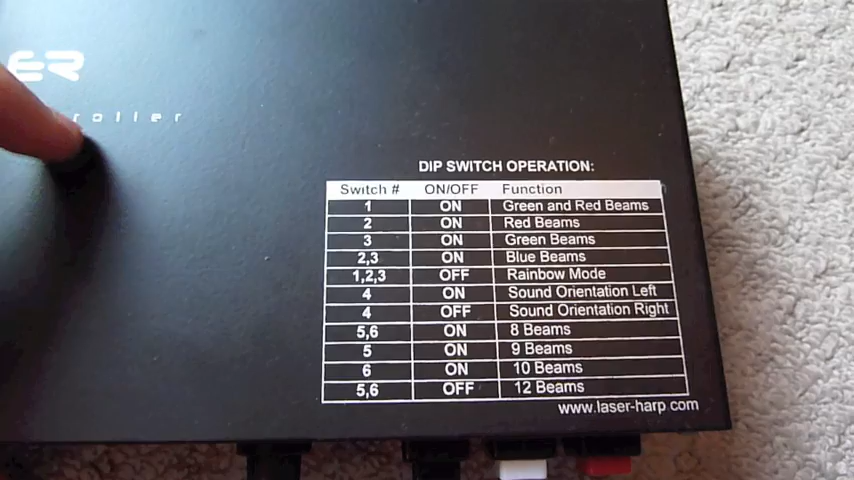 ER
roller
DIP SWITCH OPERATION:
Switch # ON/OFF Function
1 ON Green and Red Beams
2 ON Red Beams
3 ON Green Beams
2,3 ON Blue Beams
1,2,3 OFF Rainbow Mode
4 ON Sound Orientation Left
4 OFF Sound Orientation Right
5,6 ON 8 Beams
5 ON 9 Beams
6 ON 10 Beams
5,6 OFF 12 Beams
www.laser-harp.com